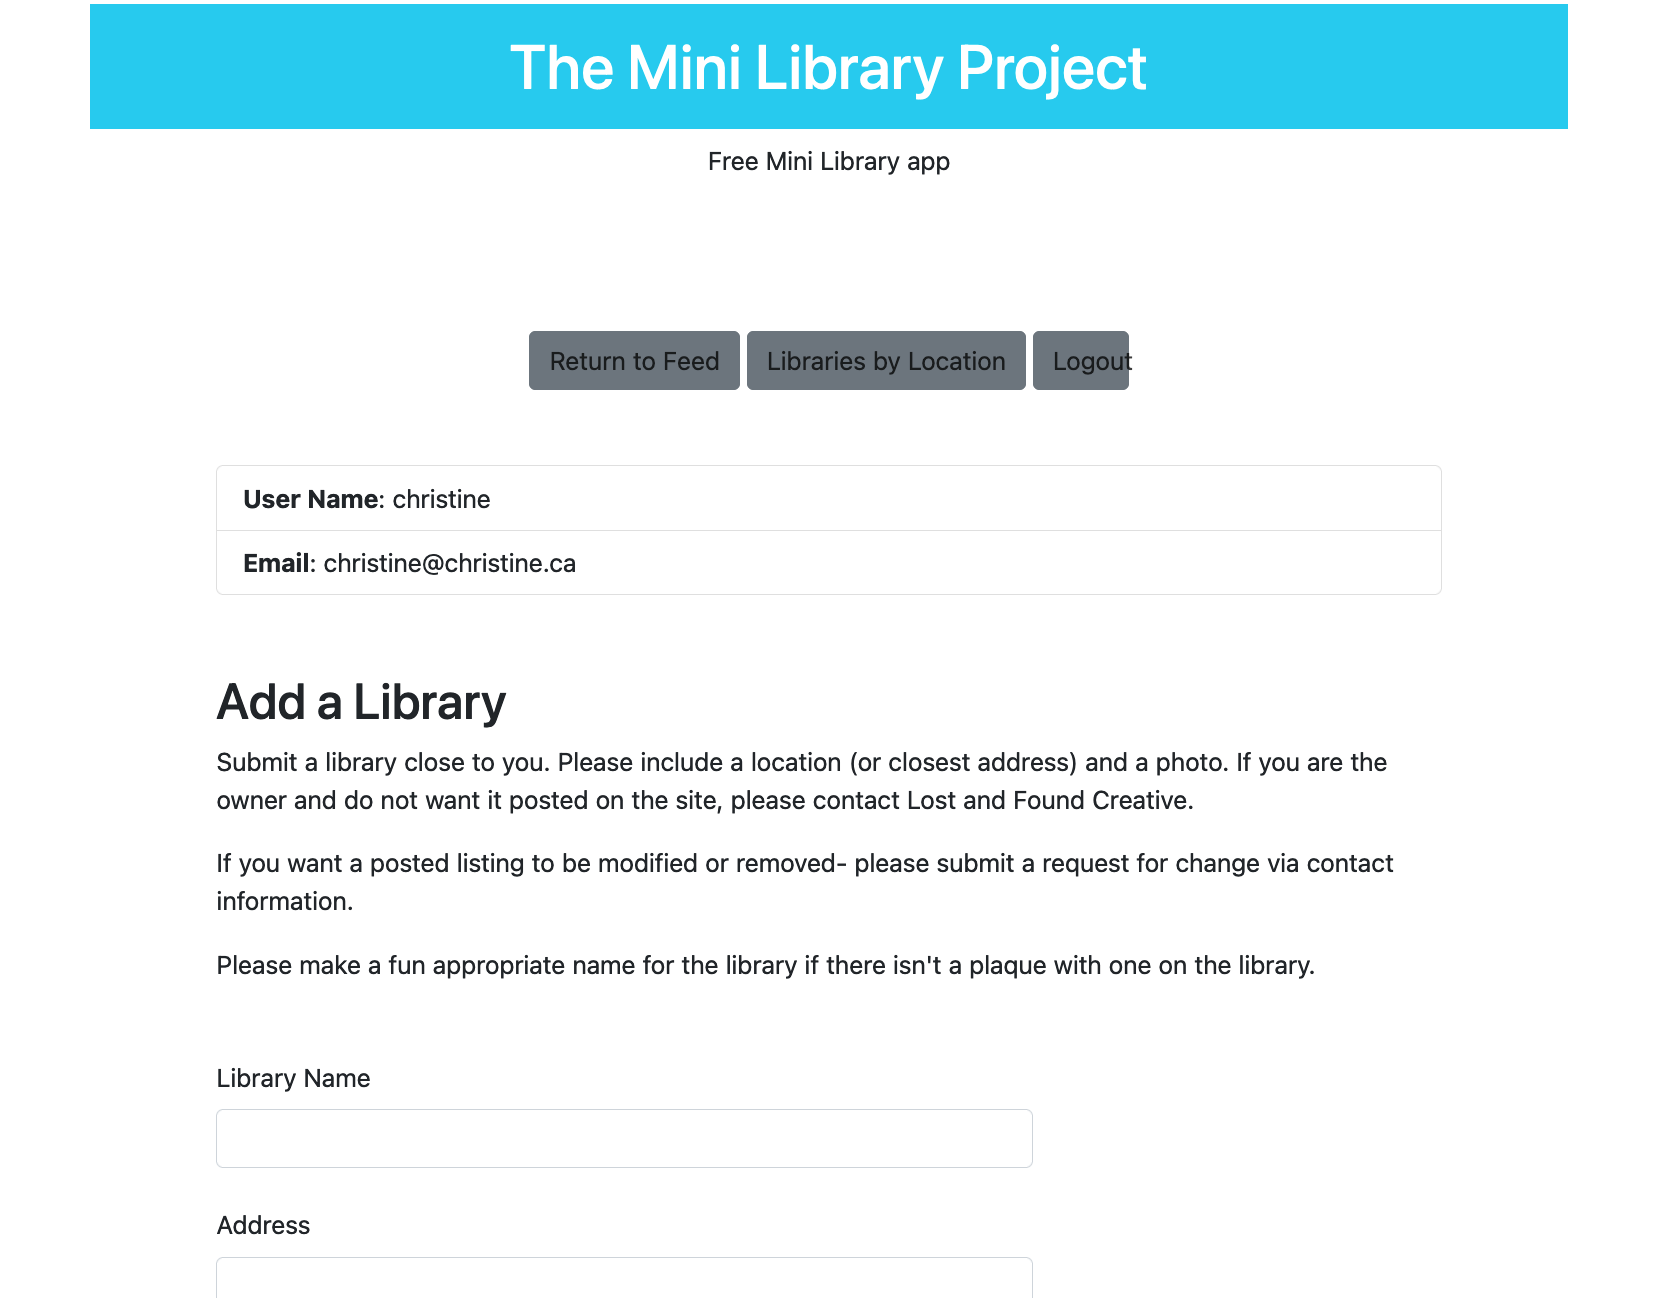 The Mini Library Project
Free Mini Library app
Return to Feed Libraries by Location Logout
User Name: christine
Email: christine@christine.ca
Add a Library
Submit a library close to you. Please include a location (or closest address) and a photo. If you are the
owner and do not want it posted on the site, please contact Lost and Found Creative.
If you want a posted listing to be modified or removed- please submit a request for change via contact
information.
Please make a fun appropriate name for the library if there isn't a plaque with one on the library.
Library Name
Address